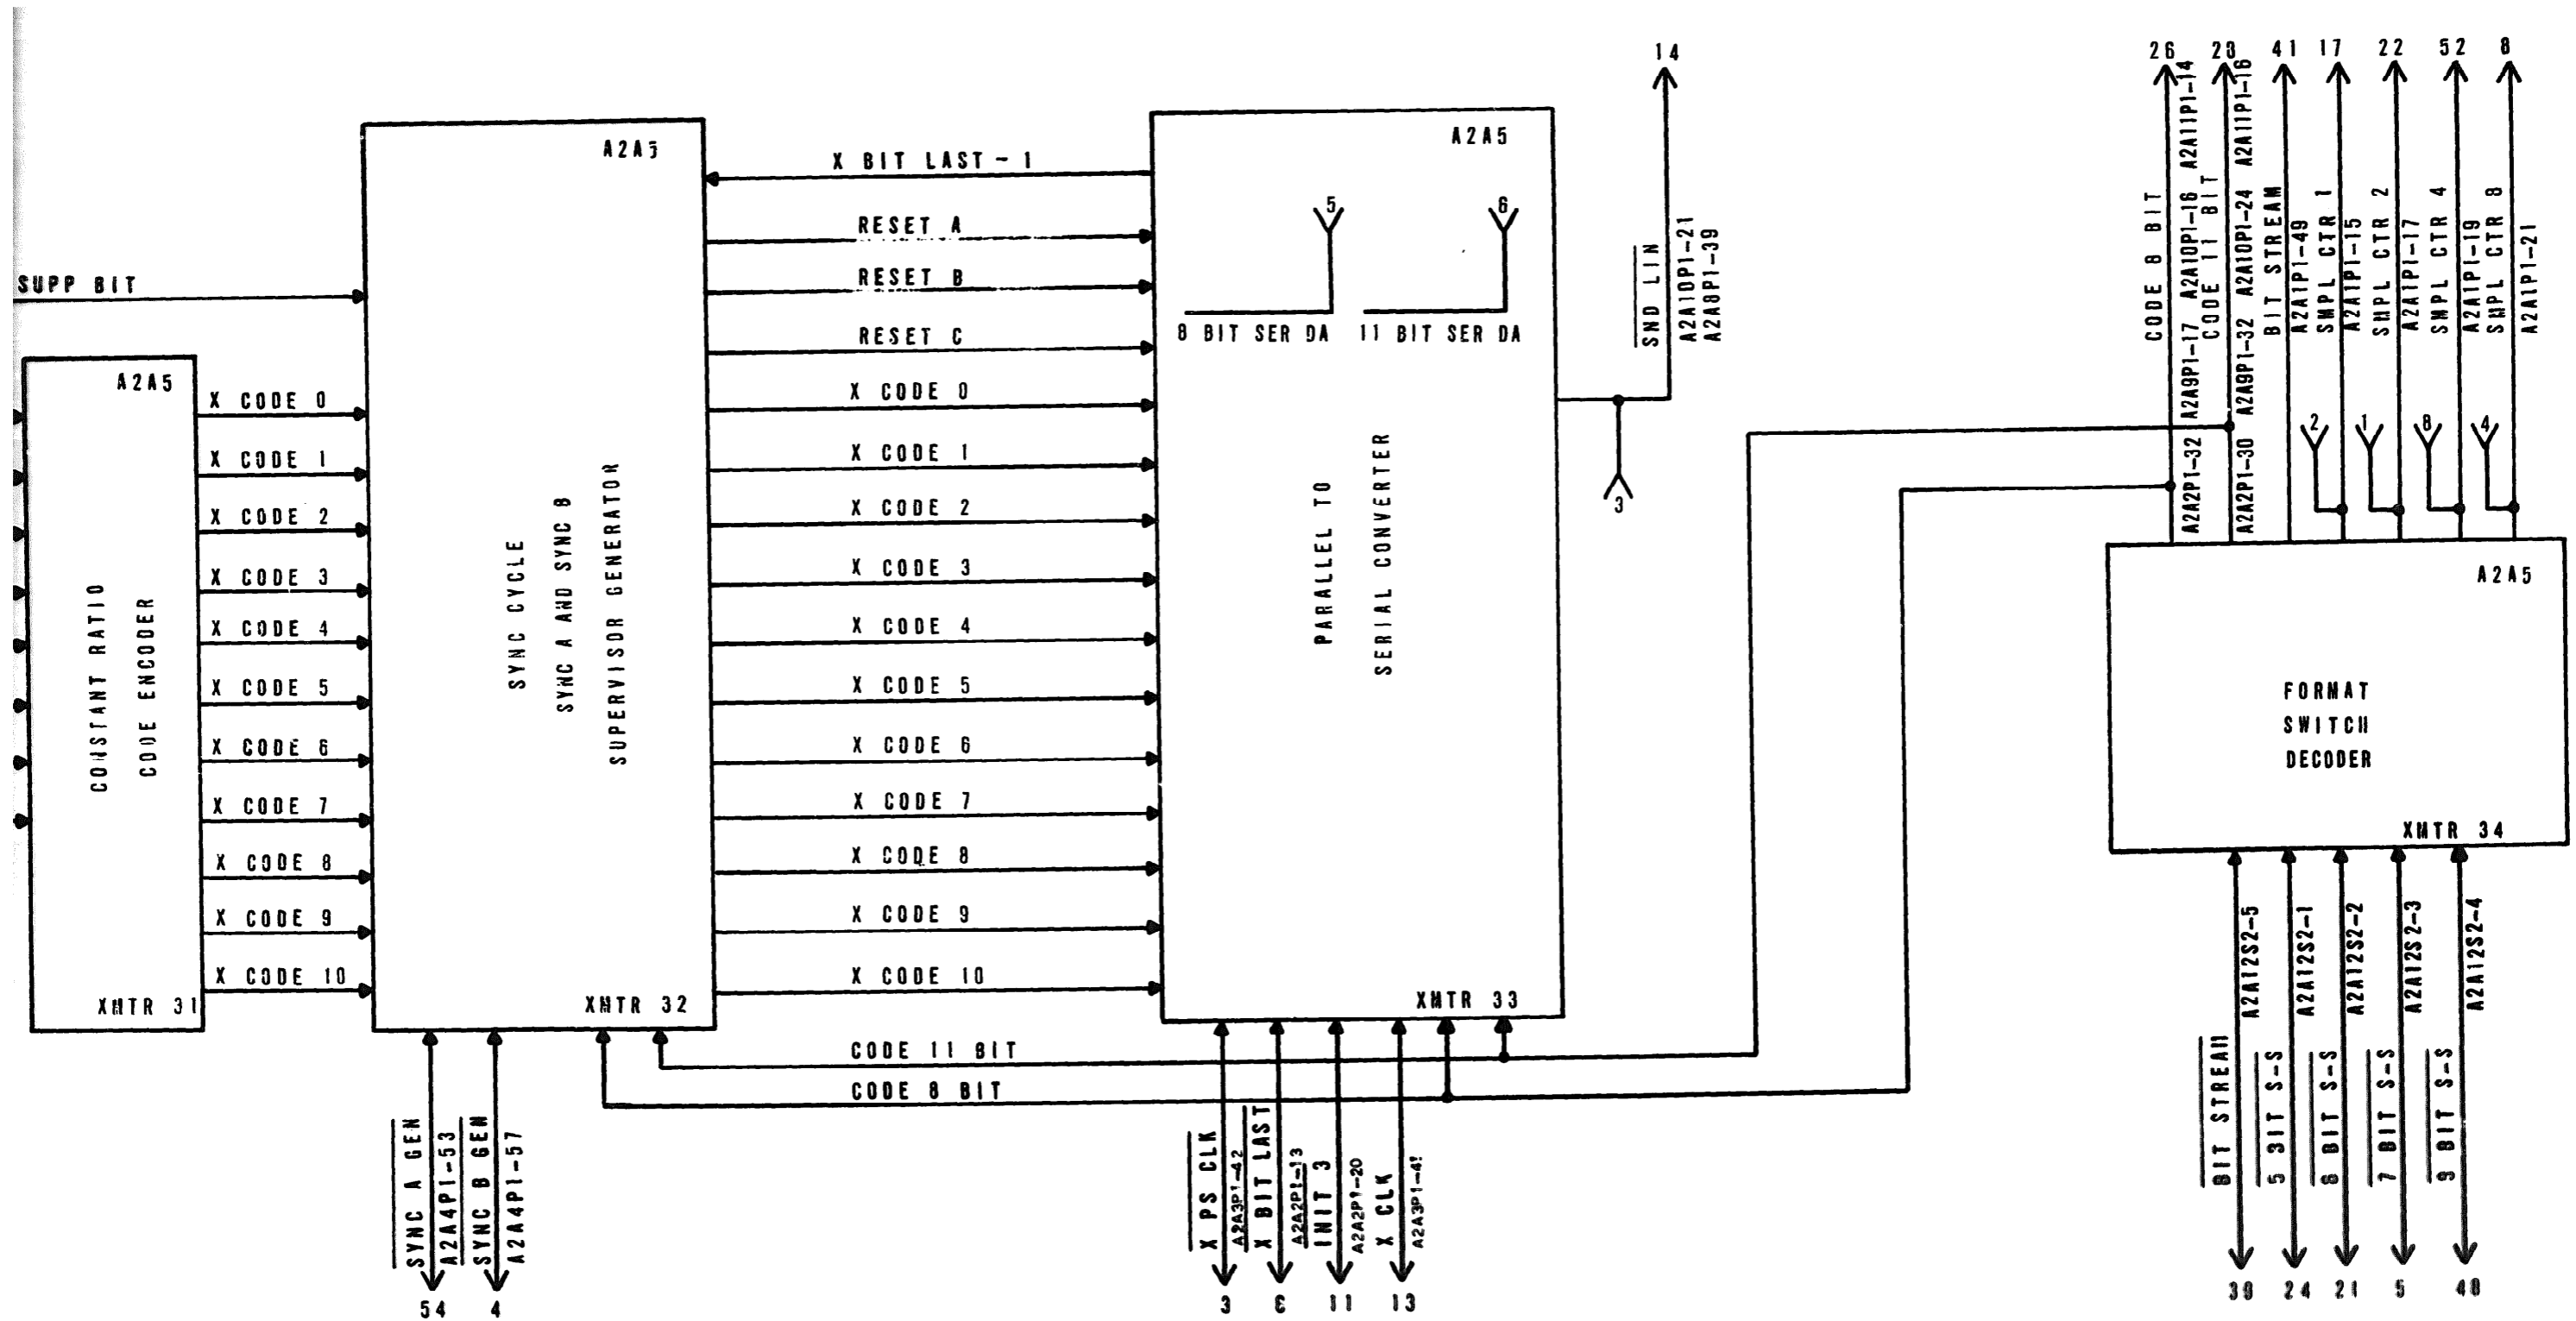 SUPP BIT
A2A5
X CODE 0
X CODE 1
X CODE 2
X CODE 3
X CODE 4
X CODE 5
X CODE 6
X CODE 7
X CODE 8
X CODE 9
X CODE 10
CONSTANT RATIO
CODE ENCODER
XMTR 31
A2A5
SYNC CYCLE
SYNC A AND SYNC B
SUPERVISOR GENERATOR
XMTR 32
SYNC A GEN
A2A4P1-53
SYNC B GEN
A2A4P1-57
54
4
X BIT LAST-1
RESET A
RESET B
RESET C
X CODE 0
X CODE 1
X CODE 2
X CODE 3
X CODE 4
X CODE 5
X CODE 6
X CODE 7
X CODE 8
X CODE 9
X CODE 10
CODE 11 BIT
CODE 8 BIT
A2A5
5
6
8 BIT SER DA
11 BIT SER DA
PARALLEL TO
SERIAL CONVERTER
XMTR 33
X PS CLK
A2A3P1-42
X BIT LAST
A2A2P1-13
INIT 3
A2A2P1-20
X CLK
3
11
13
14
SND LIN
A2A10P1-21
A2A8P1-39
3
26
41
17
22
52
8
CODE 8 BIT
A2A2P1-32 A2A9P1-17 A2A10P1-16 A2A11P1-14
CODE 11 BIT
A2A2P1-30 A2A9P1-32 A2A10P1-24 A2A11P1-16
BIT STREAM
A2A1P1-49
SMPL CTR 1
A2A1P1-15
SMPL CTR 2
A2A1P1-17
SMPL CTR 4
A2A1P1-19
SMPL CTR 8
A2A1P1-21
2
1
8
4
A2A5
FORMAT
SWITCH
DECODER
XMTR 34
BIT STREAM
A2A12S2-5
5 BIT S-S
A2A12S2-1
A2A12S2-2
7 BIT S-S
A2A12S2-3
A2A12S2-4
39
24
21
5
48